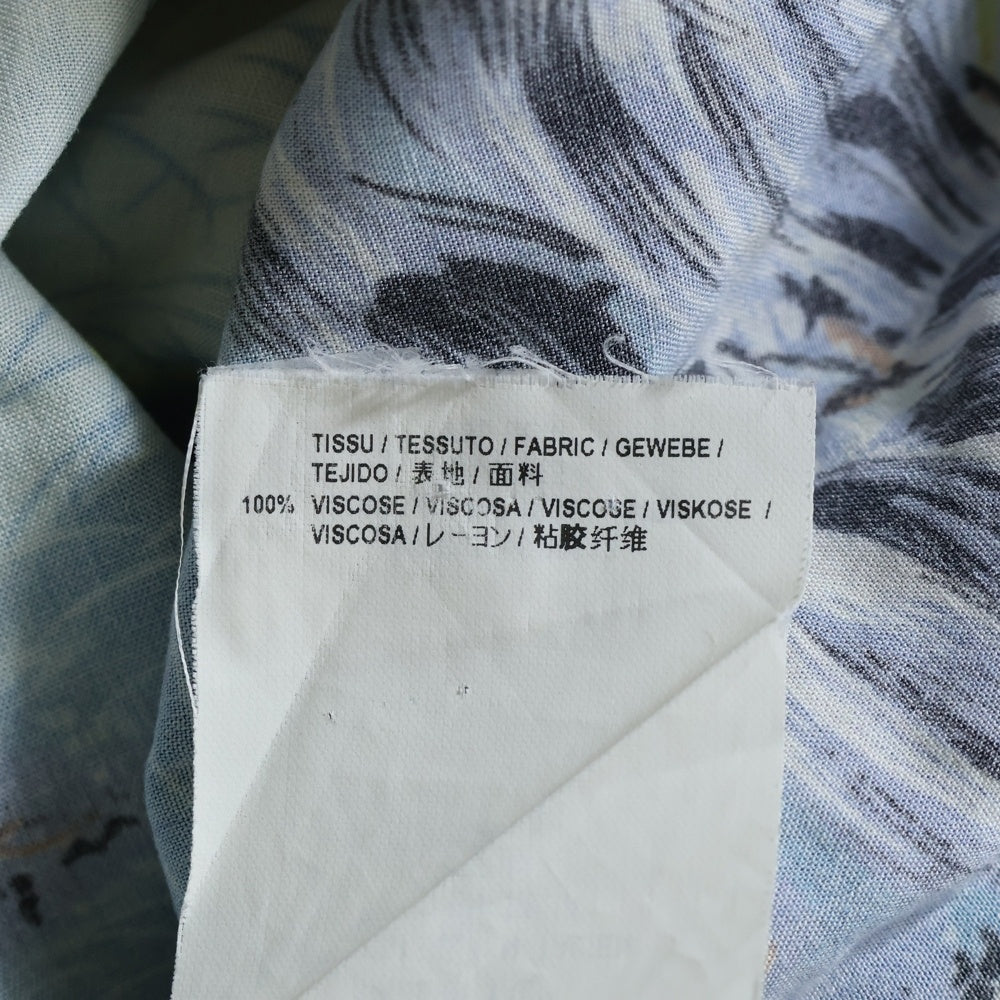 TISSU / TESSUTO / FABRIC / GEWEBE /
TEJIDO / 表地 / 面料
100% VISCOSE / VISCOSA / VISCOSE / VISKOSE /
VISCOSA / レーヨン / 粘胶纤维